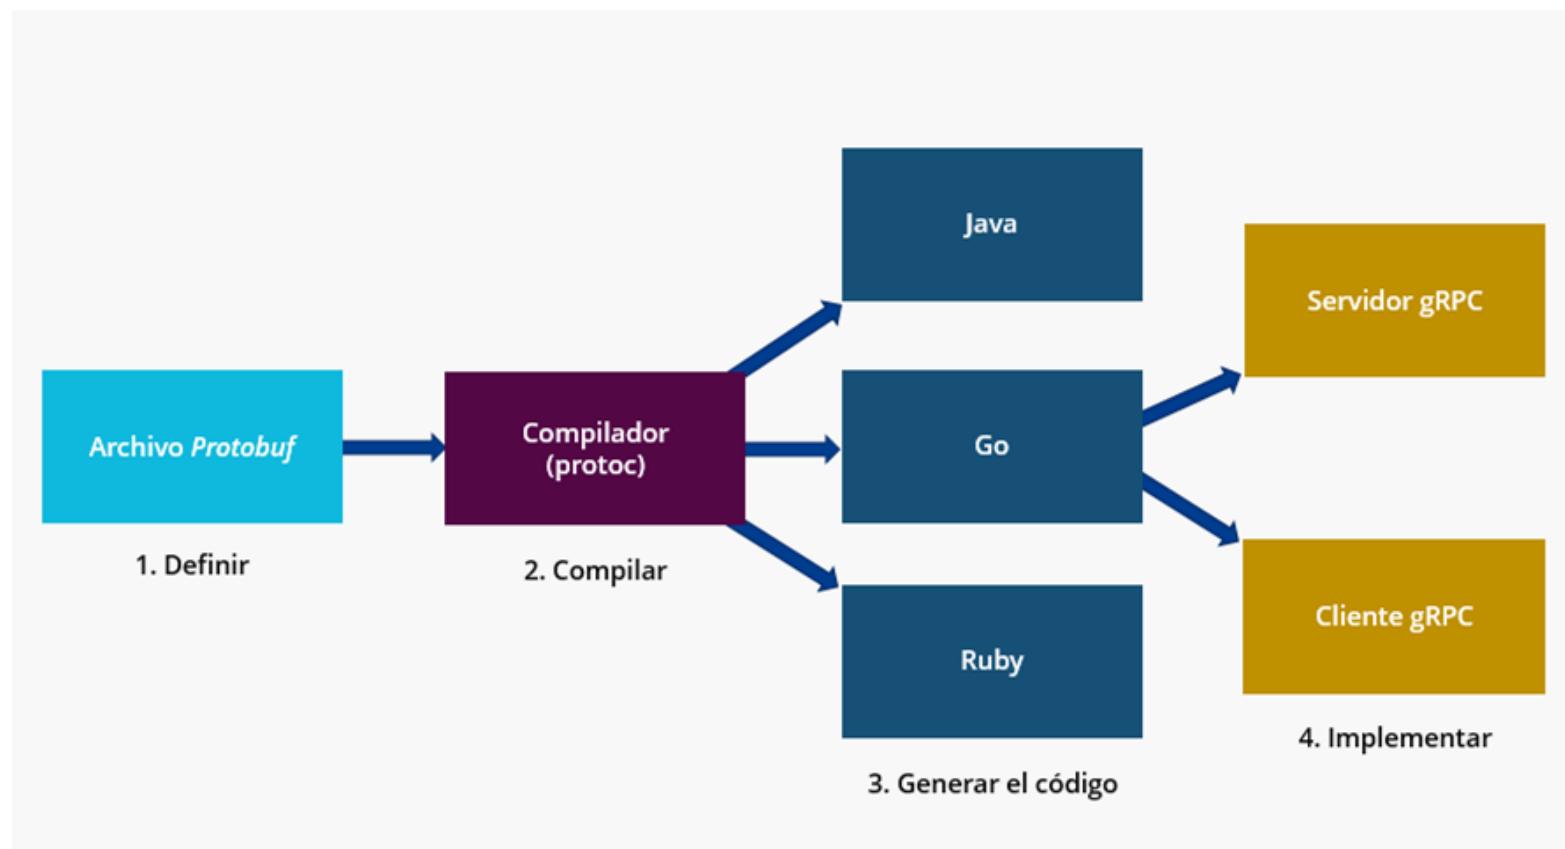 Archivo Protobuf
1. Definir
Compilador
(protoc)
2. Compilar
Java
Go
Ruby
3. Generar el código
Servidor gRPC
Cliente gRPC
4. Implementar